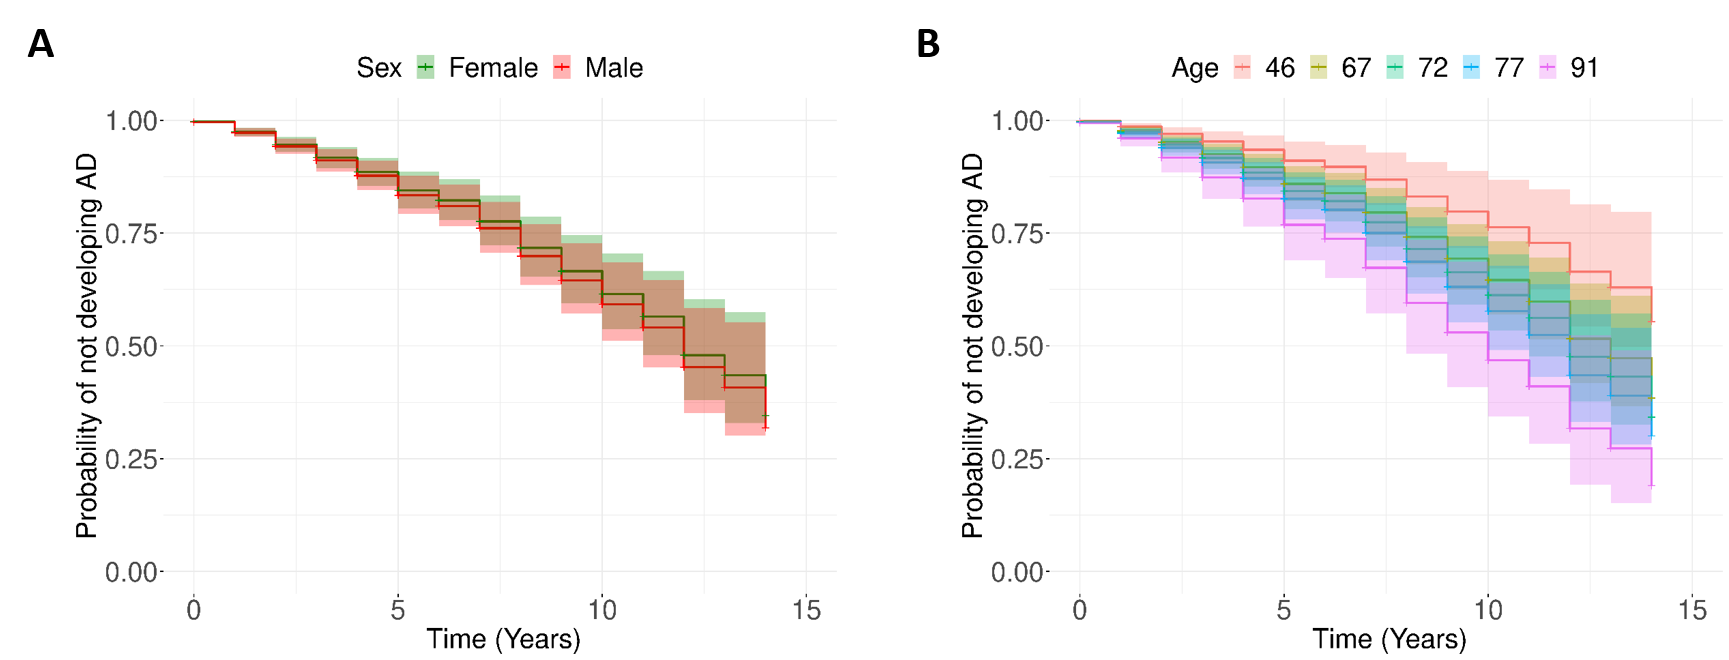 A
Sex Female Male
1.00
0.75
0.50
0.25
0.00
Probability of not developing AD
0 5 10 15
Time (Years)
B
Age 46 67 72 77 91
1.00
0.75
0.50
0.25
0.00
Probability of not developing AD
0 5 10 15
Time (Years)